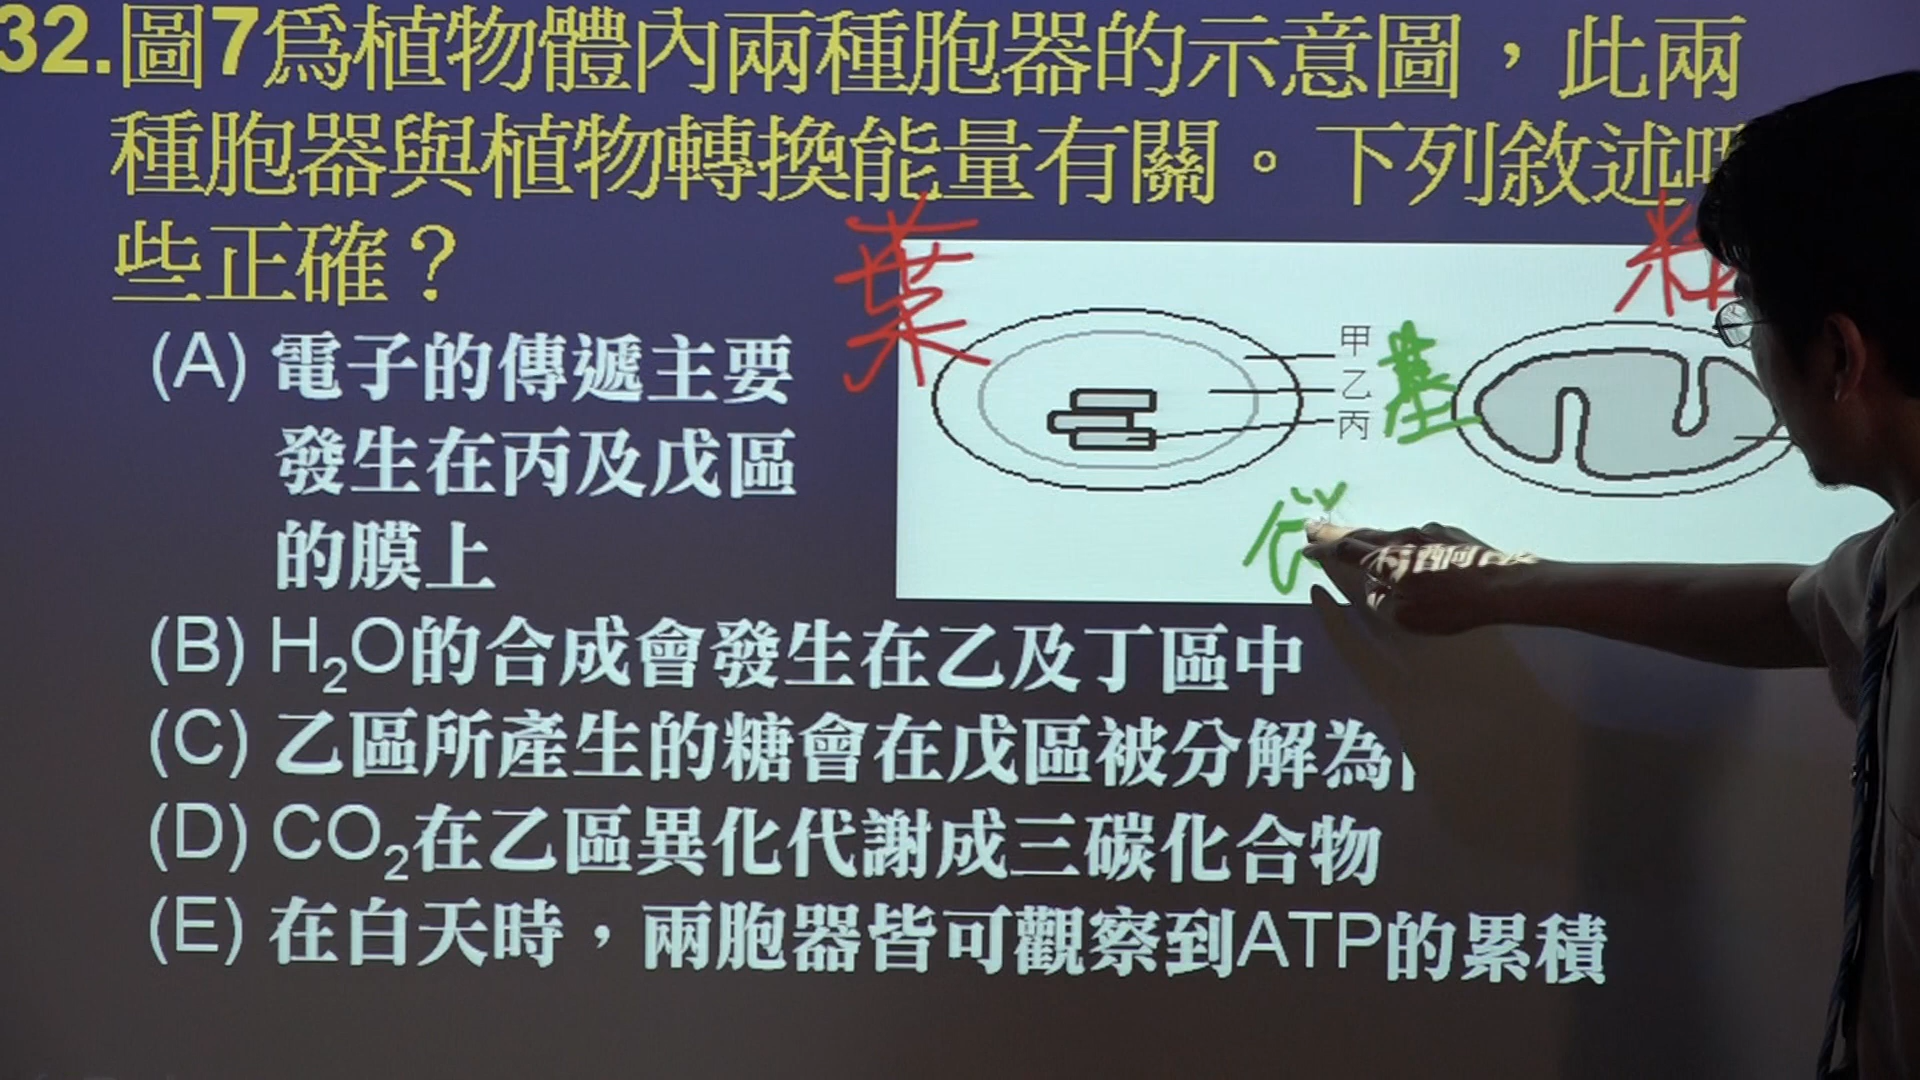 32.圖7爲植物體內兩種胞器的示意圖，此兩
種胞器與植物轉換能量有關。下列敘述
些正確？
葉
粒
甲
乙
丙
基
(A) 電子的傳遞主要
發生在丙及戊區
的膜上
丙酮酸
(B) H₂O的合成會發生在乙及丁區中
(C) 乙區所產生的糖會在戊區被分解為
(D) CO₂在乙區異化代謝成三碳化合物
(E) 在白天時，兩胞器皆可觀察到ATP的累積